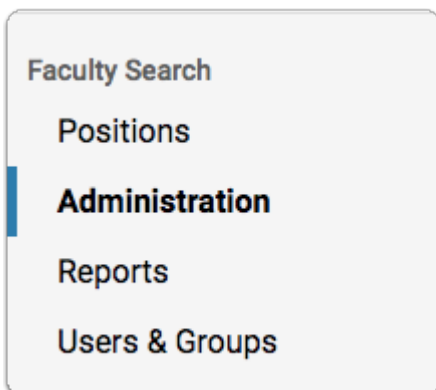 Faculty Search
Positions
Administration
Reports
Users & Groups